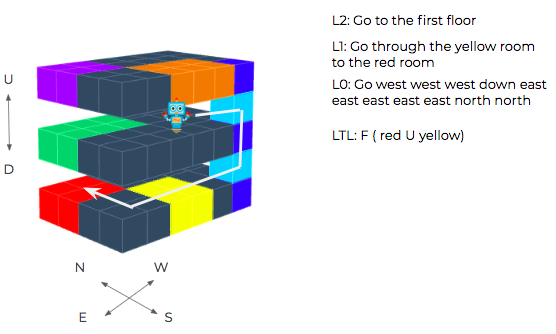 L2: Go to the first floor
L1: Go through the yellow room
to the red room
L0: Go west west west down east
east east east east north north
LTL: F ( red U yellow)
U
D
N W
E S